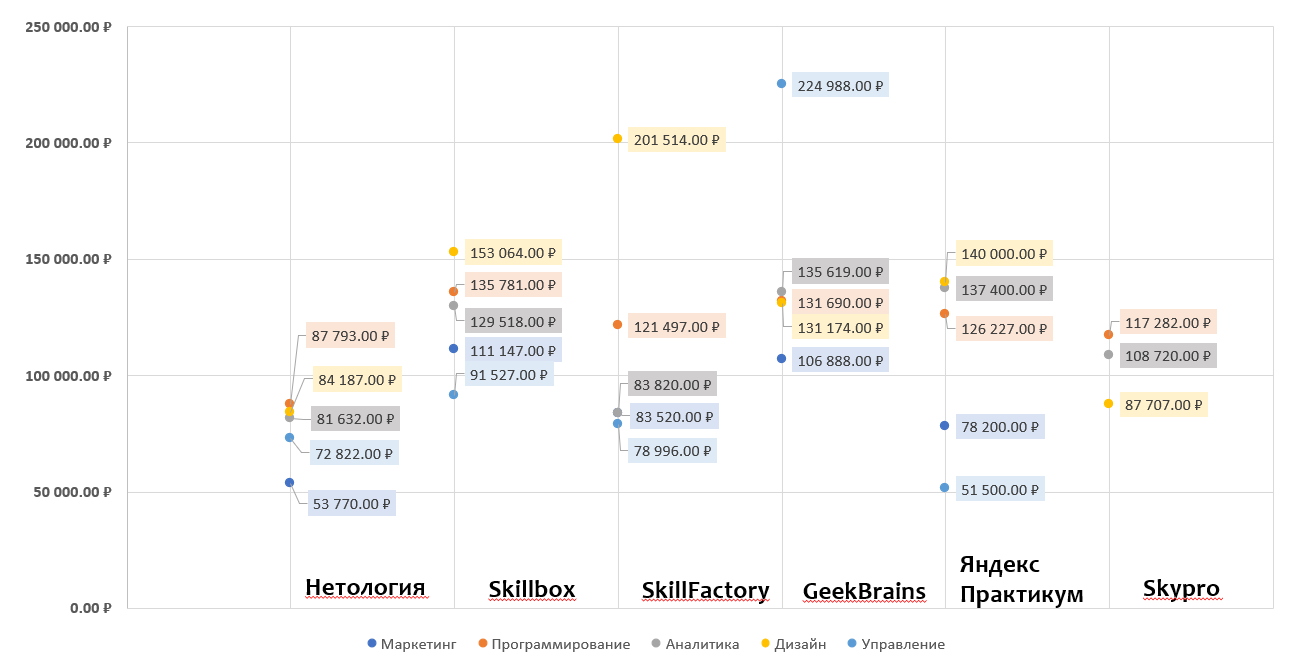 250 000.00 ₽
200 000.00 ₽
150 000.00 ₽
100 000.00 ₽
50 000.00 ₽
0.00 ₽
87 793.00 ₽
84 187.00 ₽
81 632.00 ₽
72 822.00 ₽
53 770.00 ₽
Нетология
153 064.00 ₽
135 781.00 ₽
129 518.00 ₽
111 147.00 ₽
91 527.00 ₽
Skillbox
201 514.00 ₽
121 497.00 ₽
83 820.00 ₽
83 520.00 ₽
78 996.00 ₽
SkillFactory
224 988.00 ₽
135 619.00 ₽
131 690.00 ₽
131 174.00 ₽
106 888.00 ₽
GeekBrains
140 000.00 ₽
137 400.00 ₽
126 227.00 ₽
78 200.00 ₽
51 500.00 ₽
Яндекс
Практикум
117 282.00 ₽
108 720.00 ₽
87 707.00 ₽
Skypro
Маркетинг Программирование Аналитика Дизайн Управление